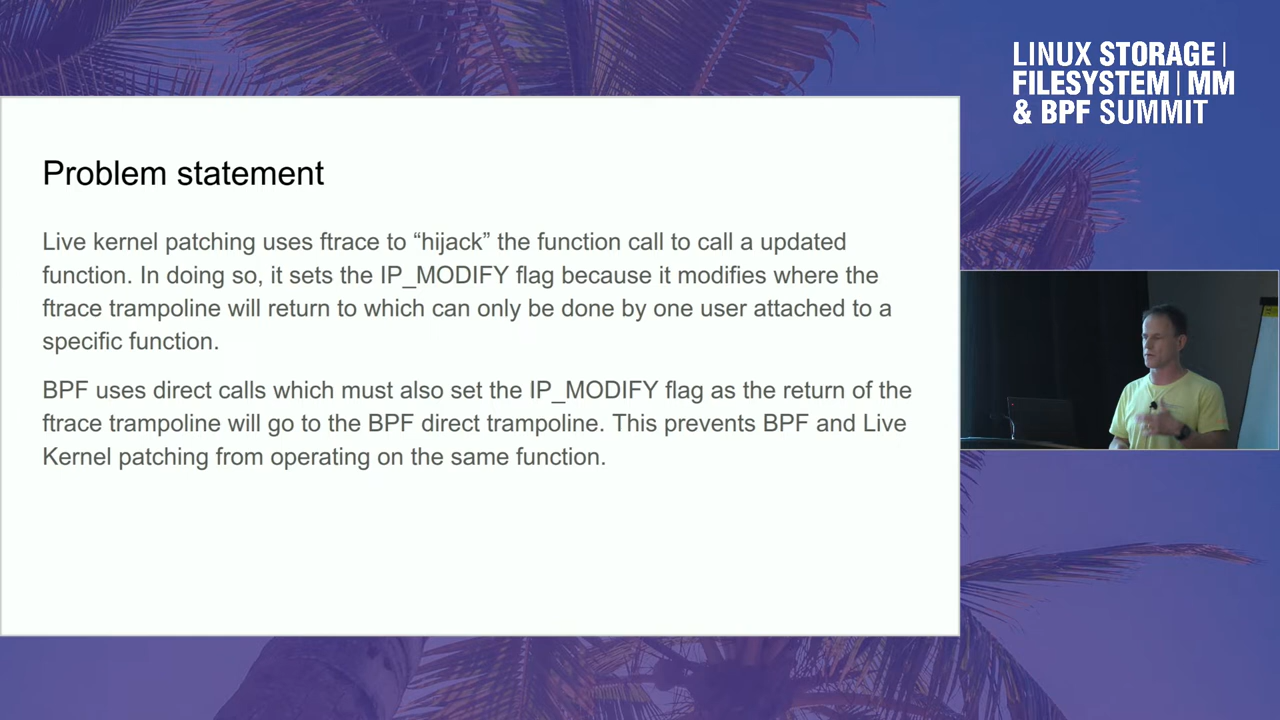 LINUX STORAGE |
FILESYSTEM | MM
& BPF SUMMIT
Problem statement
Live kernel patching uses ftrace to “hijack” the function call to call a updated
function. In doing so, it sets the IP_MODIFY flag because it modifies where the
ftrace trampoline will return to which can only be done by one user attached to a
specific function.
BPF uses direct calls which must also set the IP_MODIFY flag as the return of the
ftrace trampoline will go to the BPF direct trampoline. This prevents BPF and Live
Kernel patching from operating on the same function.